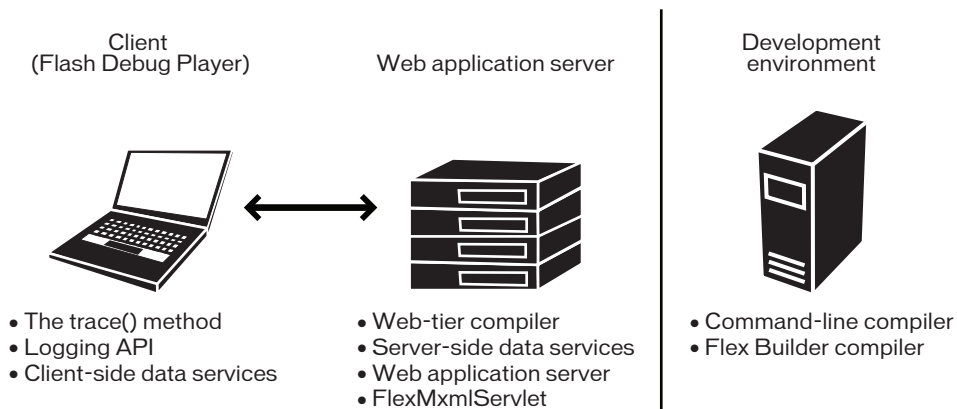 Client
(Flash Debug Player)
Web application server
Development
environment
• The trace() method
• Logging API
• Client-side data services
• Web-tier compiler
• Server-side data services
• Web application server
• FlexMxmlServlet
• Command-line compiler
• Flex Builder compiler